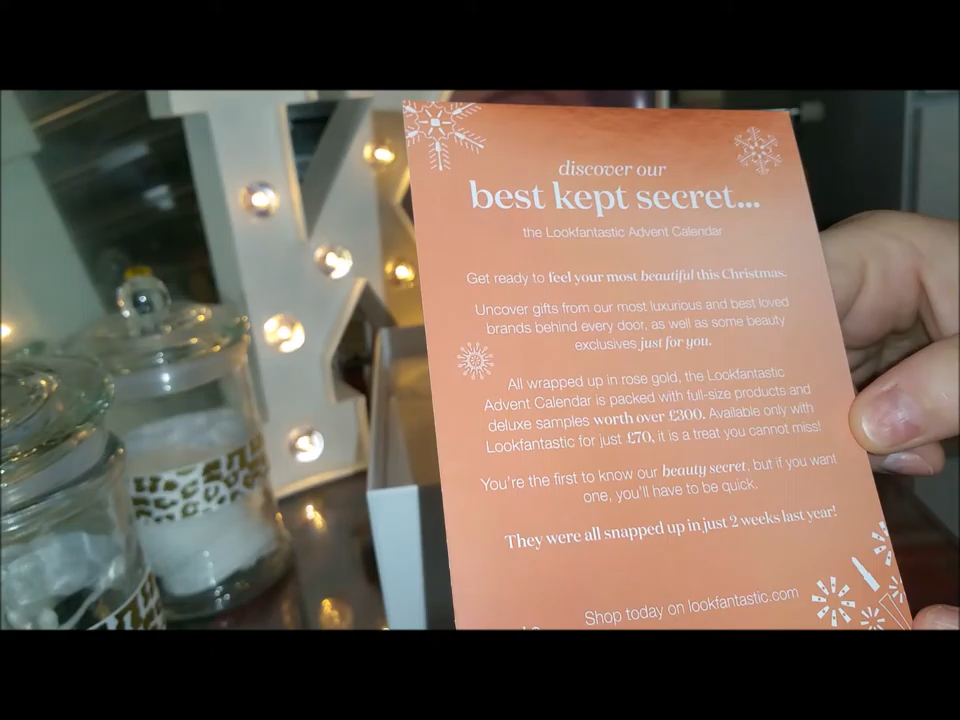 discover our
best kept secret...
the Lookfantastic Advent Calendar
Get ready to feel your most beautiful this Christmas.
Uncover gifts from our most luxurious and best loved
brands behind every door, as well as some beauty
exclusives just for you.
All wrapped up in rose gold, the Lookfantastic
Advent Calendar is packed with full-size products and
deluxe samples worth over £300. Available only with
Lookfantastic for just £70, it is a treat you cannot miss!
You're the first to know our beauty secret, but if you want
one, you'll have to be quick.
They were all snapped up in just 2 weeks last year!
Shop today on lookfantastic.com